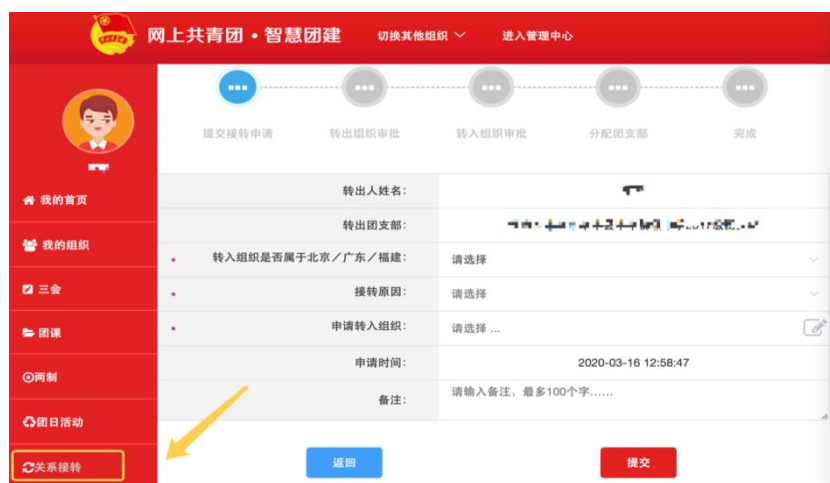 网上共青团·智慧团建 切换其他组织 进入管理中心
提交接转申请 转出组织审批 转入组织审批 分配团支部 完成
我的首页
我的组织
三会
团课
两制
团日活动
关系接转
转出人姓名：
转出团支部：
* 转入组织是否属于北京／广东／福建： 请选择
* 接转原因： 请选择
* 申请转入组织： 请选择 ...
申请时间： 2020-03-16 12:58:47
备注： 请输入备注，最多100个字……
返回 提交